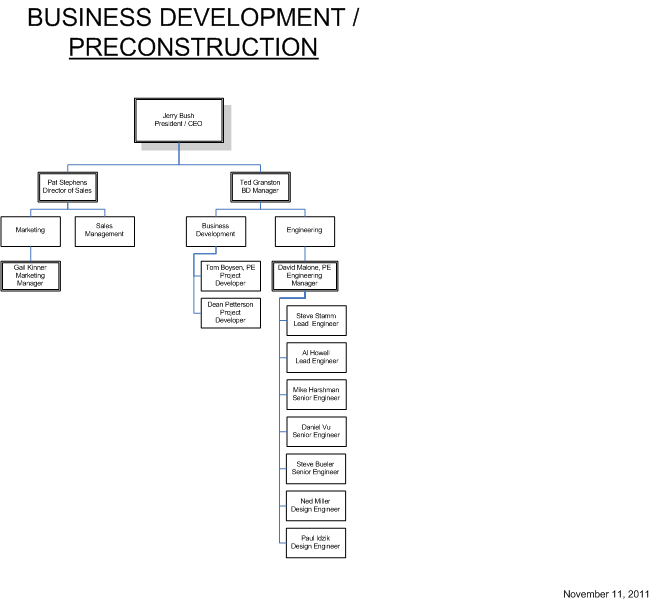 BUSINESS DEVELOPMENT /
PRECONSTRUCTION
Jerry Bush
President / CEO
Pat Stephens
Director of Sales
Ted Granston
BD Manager
Marketing
Sales
Management
Business
Development
Engineering
Gail Kinner
Marketing
Manager
Tom Boysen, PE
Project
Developer
David Malone, PE
Engineering
Manager
Dean Petterson
Project
Developer
Steve Stamm
Lead Engineer
Al Howell
Lead Engineer
Mike Harshman
Senior Engineer
Daniel Vu
Senior Engineer
Steve Bueler
Senior Engineer
Ned Miller
Design Engineer
Paul Idzik
Design Engineer
November 11, 2011